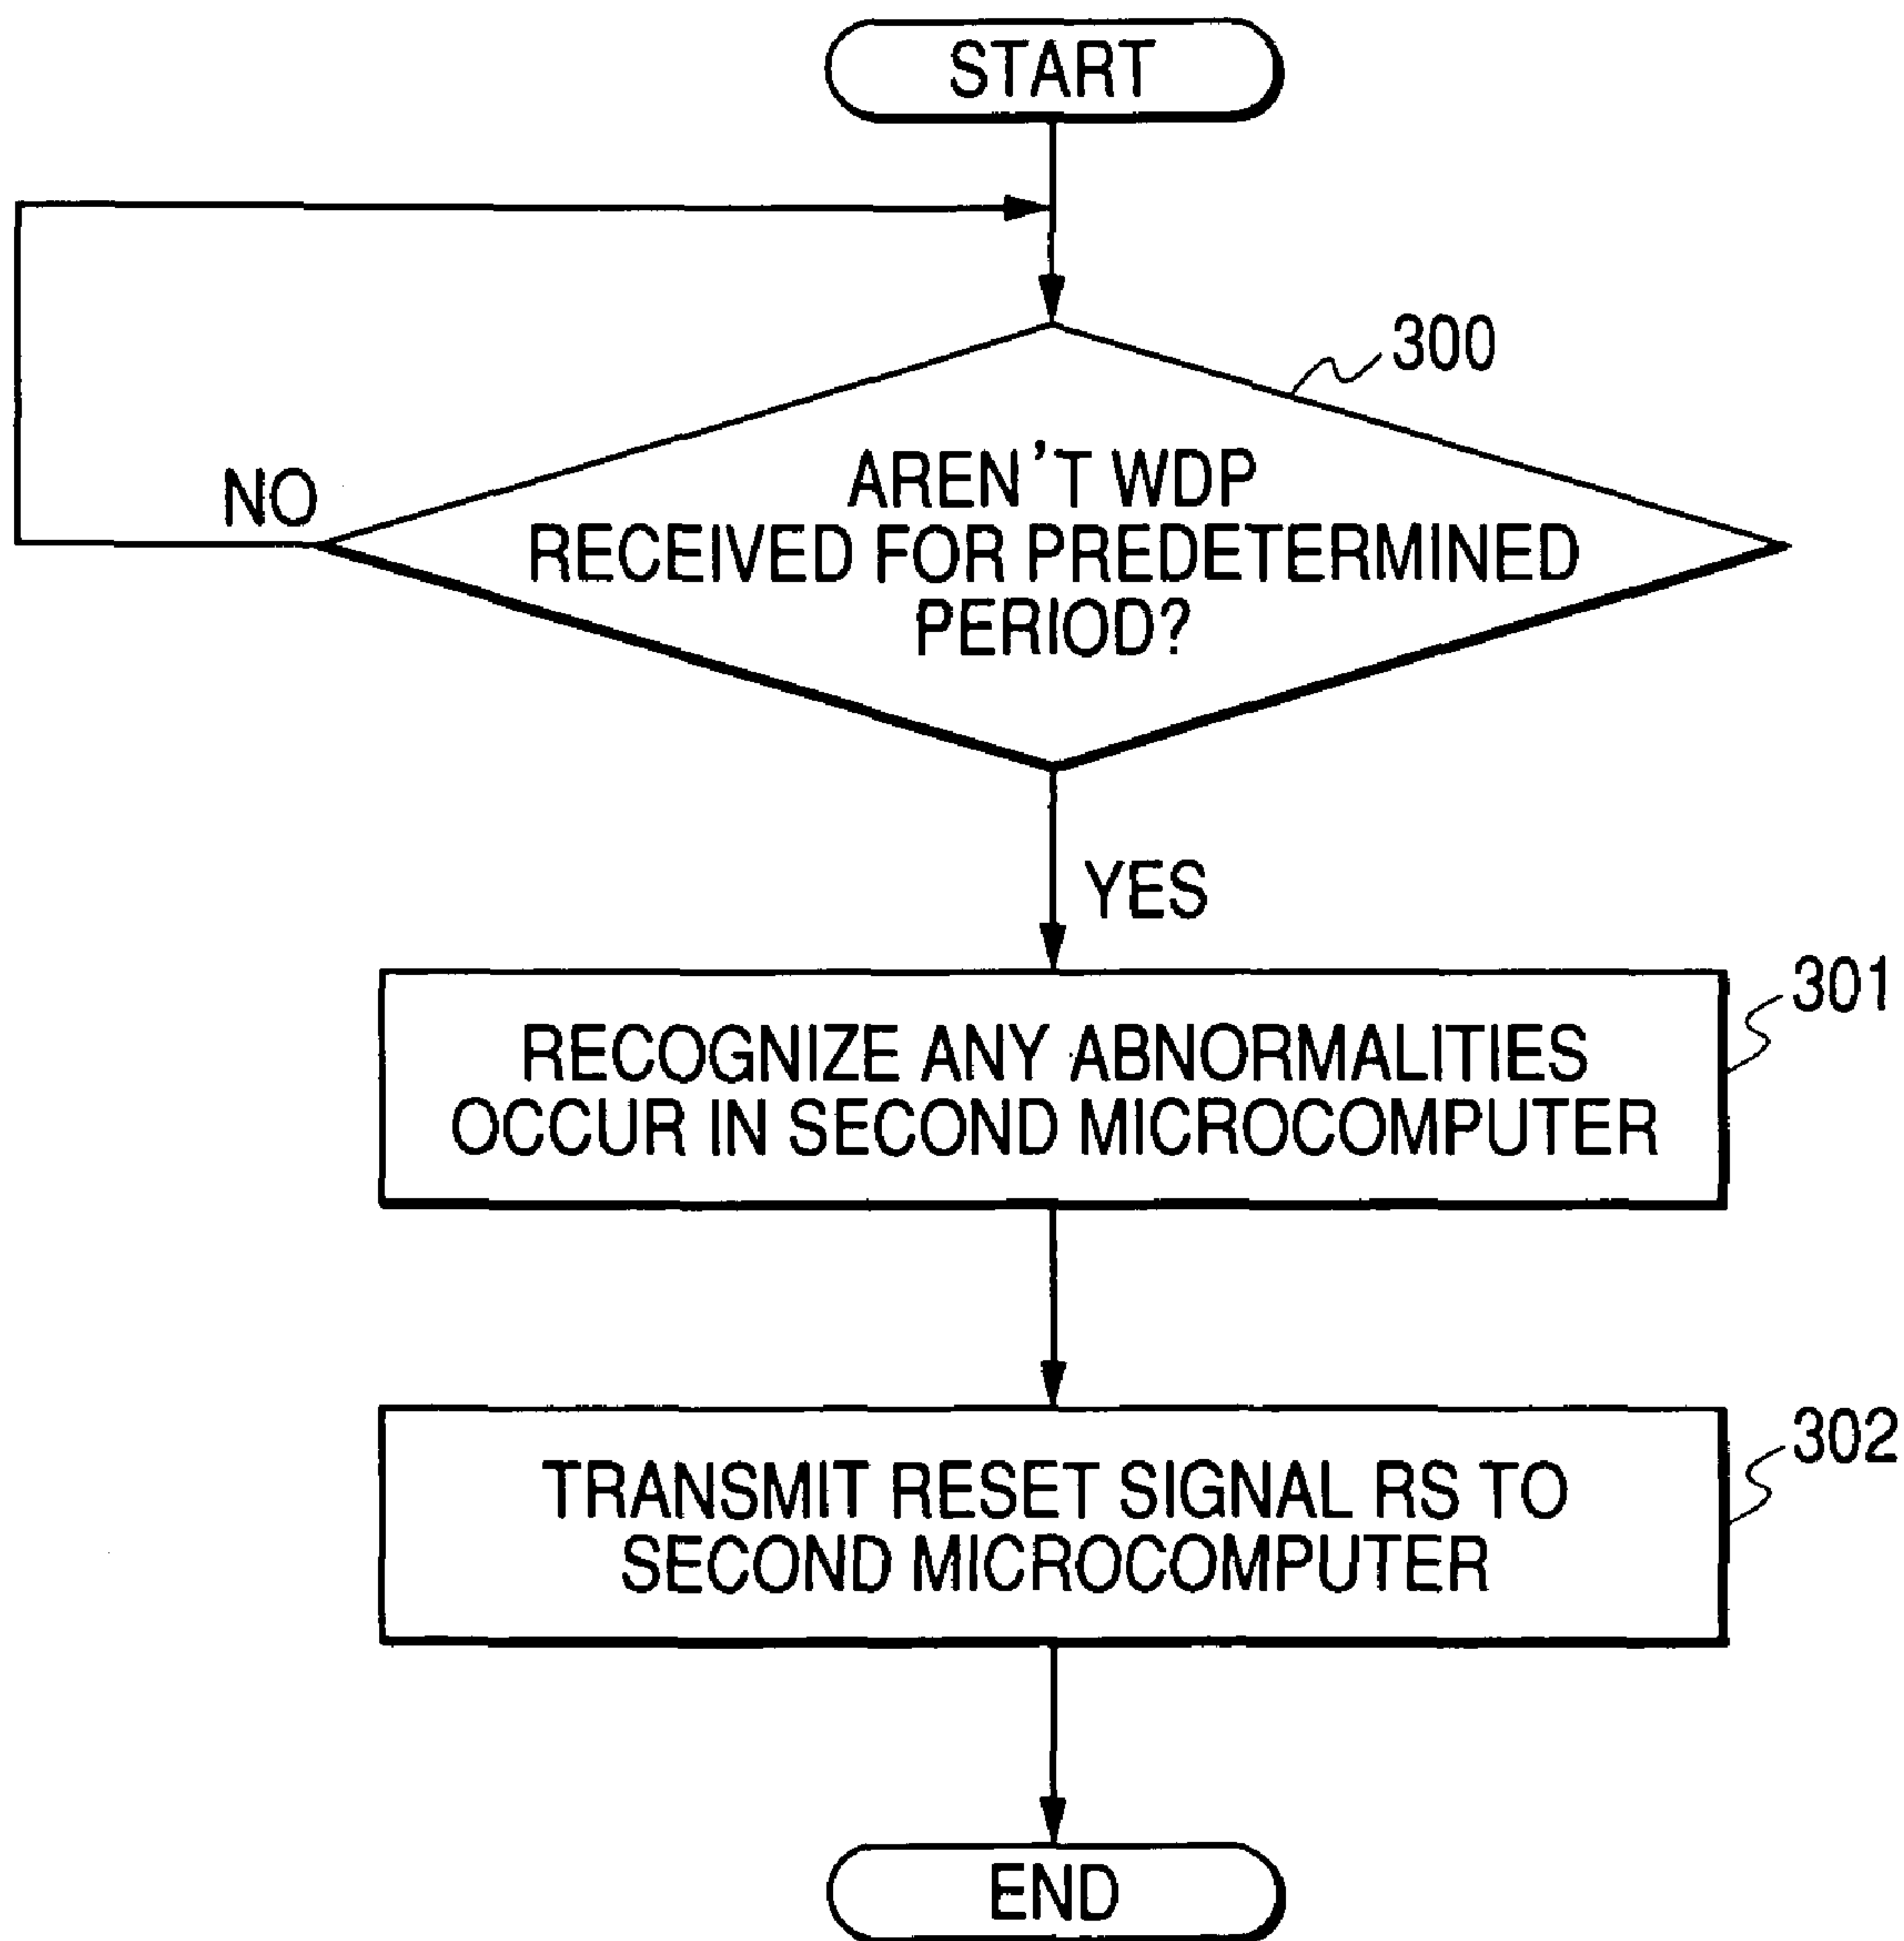 START
300
NO
AREN'T WDP
RECEIVED FOR PREDETERMINED
PERIOD?
YES
301
RECOGNIZE ANY ABNORMALITIES
OCCUR IN SECOND MICROCOMPUTER
302
TRANSMIT RESET SIGNAL RS TO
SECOND MICROCOMPUTER
END